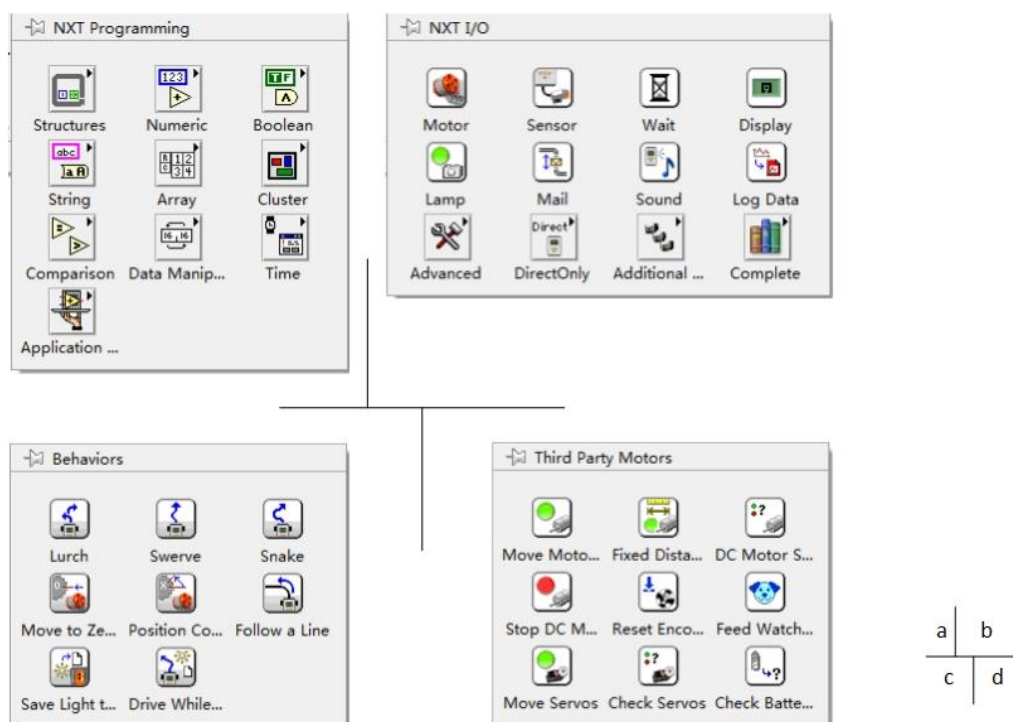 NXT Programming
Structures Numeric Boolean
String Array Cluster
Comparison Data Manip... Time
Application ...
NXT I/O
Motor Sensor Wait Display
Lamp Mail Sound Log Data
Direct
Advanced DirectOnly Additional ... Complete
Behaviors
Lurch Swerve Snake
Move to Ze... Position Co... Follow a Line
Save Light t... Drive While...
Third Party Motors
Move Moto... Fixed Dista... DC Motor S...
Stop DC M... Reset Enco... Feed Watch...
Move Servos Check Servos Check Batte...
a b
c d